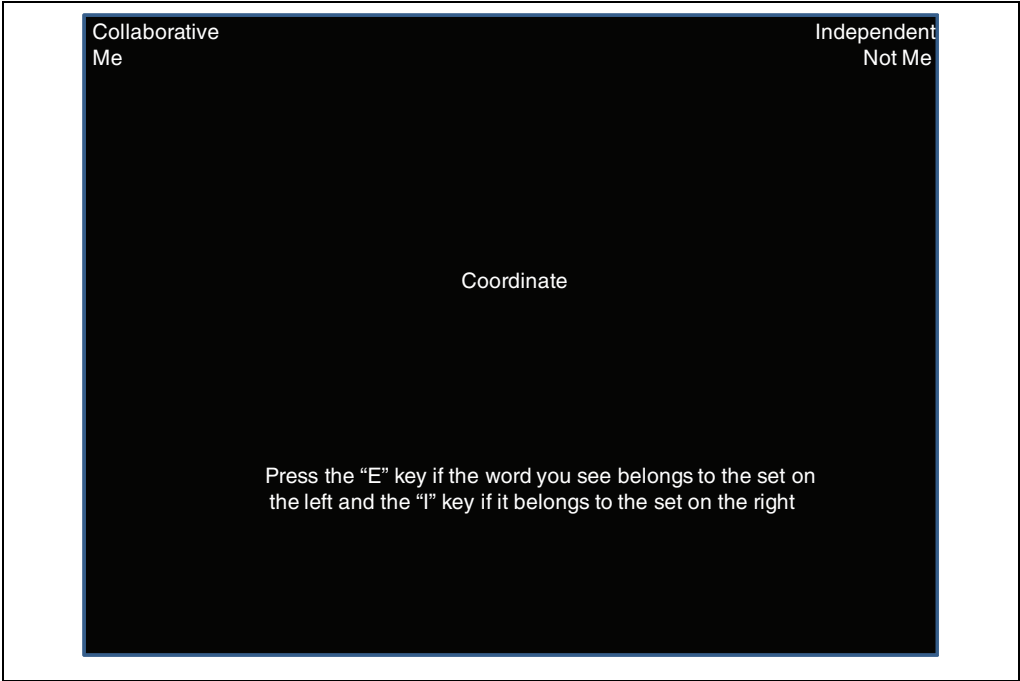 Collaborative
Me
Independent
Not Me
Coordinate
Press the “E” key if the word you see belongs to the set on
the left and the “I” key if it belongs to the set on the right